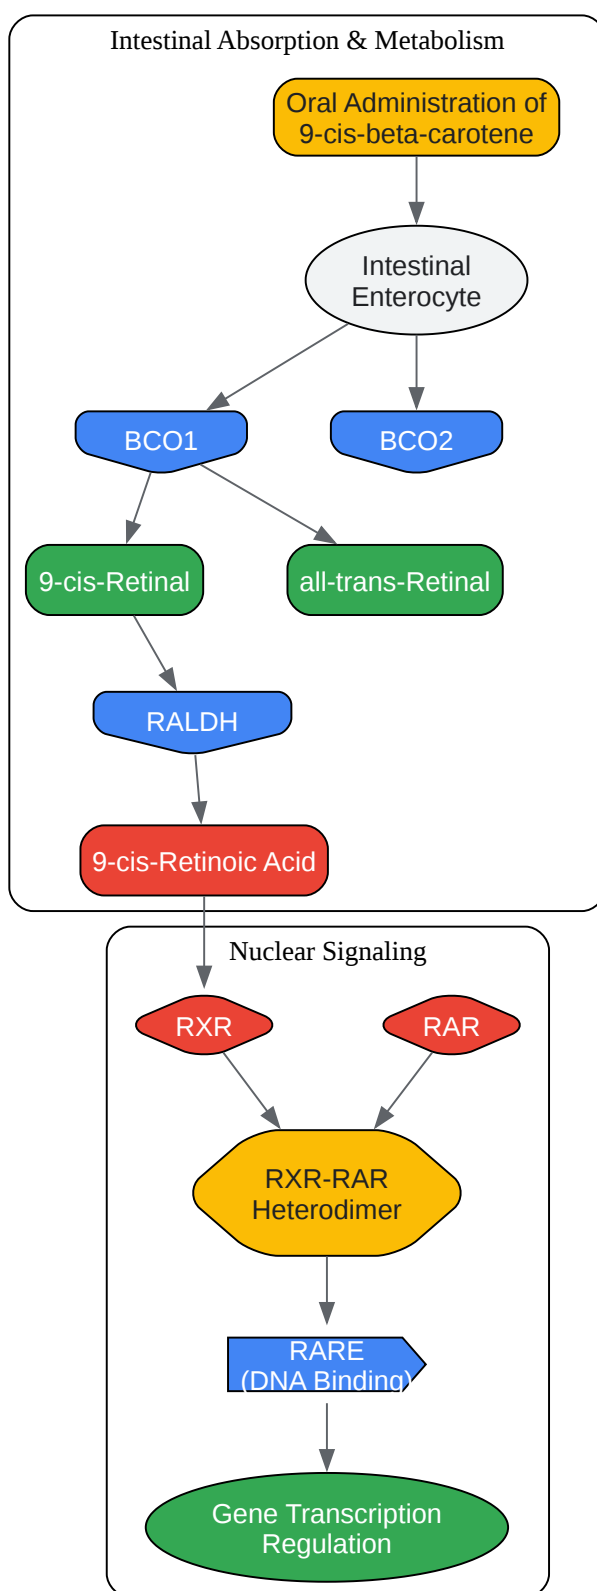 Intestinal Absorption & Metabolism
Oral Administration of
9-cis-beta-carotene
Intestinal
Enterocyte
BCO1
BCO2
9-cis-Retinal
all-trans-Retinal
RALDH
9-cis-Retinoic Acid
Nuclear Signaling
RXR
RAR
RXR-RAR
Heterodimer
RARE
(DNA Binding)
Gene Transcription
Regulation